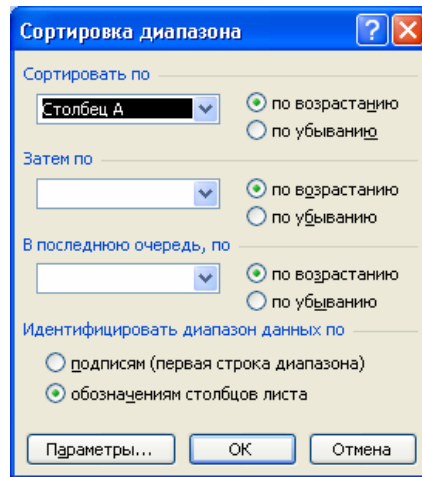 Сортировка диапазона
Сортировать по
Столбец А
по возрастанию
по убыванию
Затем по
по возрастанию
по убыванию
В последнюю очередь, по
по возрастанию
по убыванию
Идентифицировать диапазон данных по
подписям (первая строка диапазона)
обозначениям столбцов листа
Параметры... ОК Отмена